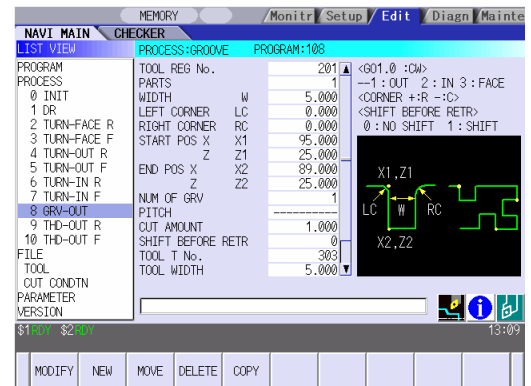 MEMORY Monitr Setup Edit Diagn Mainte
NAVI MAIN CHECKER
LIST VIEW PROCESS:GROOVE PROGRAM:108
PROGRAM
PROCESS
0 INIT
1 DR
2 TURN-FACE R
3 TURN-FACE F
4 TURN-OUT R
5 TURN-OUT F
6 TURN-IN R
7 TURN-IN F
8 GRV-OUT
9 THD-OUT R
10 THD-OUT F
FILE
TOOL
CUT CONDTN
PARAMETER
VERSION
TOOL REG No. 201
PARTS 1
WIDTH W 5.000
LEFT CORNER LC 0.000
RIGHT CORNER RC 0.000
START POS X X1 95.000
Z Z1 25.000
END POS X X2 89.000
Z Z2 25.000
NUM OF GRV 1
PITCH ----------
CUT AMOUNT 1.000
SHIFT BEFORE RETR 0
TOOL T No. 303
TOOL WIDTH 5.000
<G01.0 :CW>
--1:OUT 2:IN 3:FACE
<CORNER +:R -:C>
<SHIFT BEFORE RETR>
0:NO SHIFT 1:SHIFT
X1,Z1
LC W RC
X2,Z2
$1RDY $2RDY 13:09
MODIFY NEW MOVE DELETE COPY